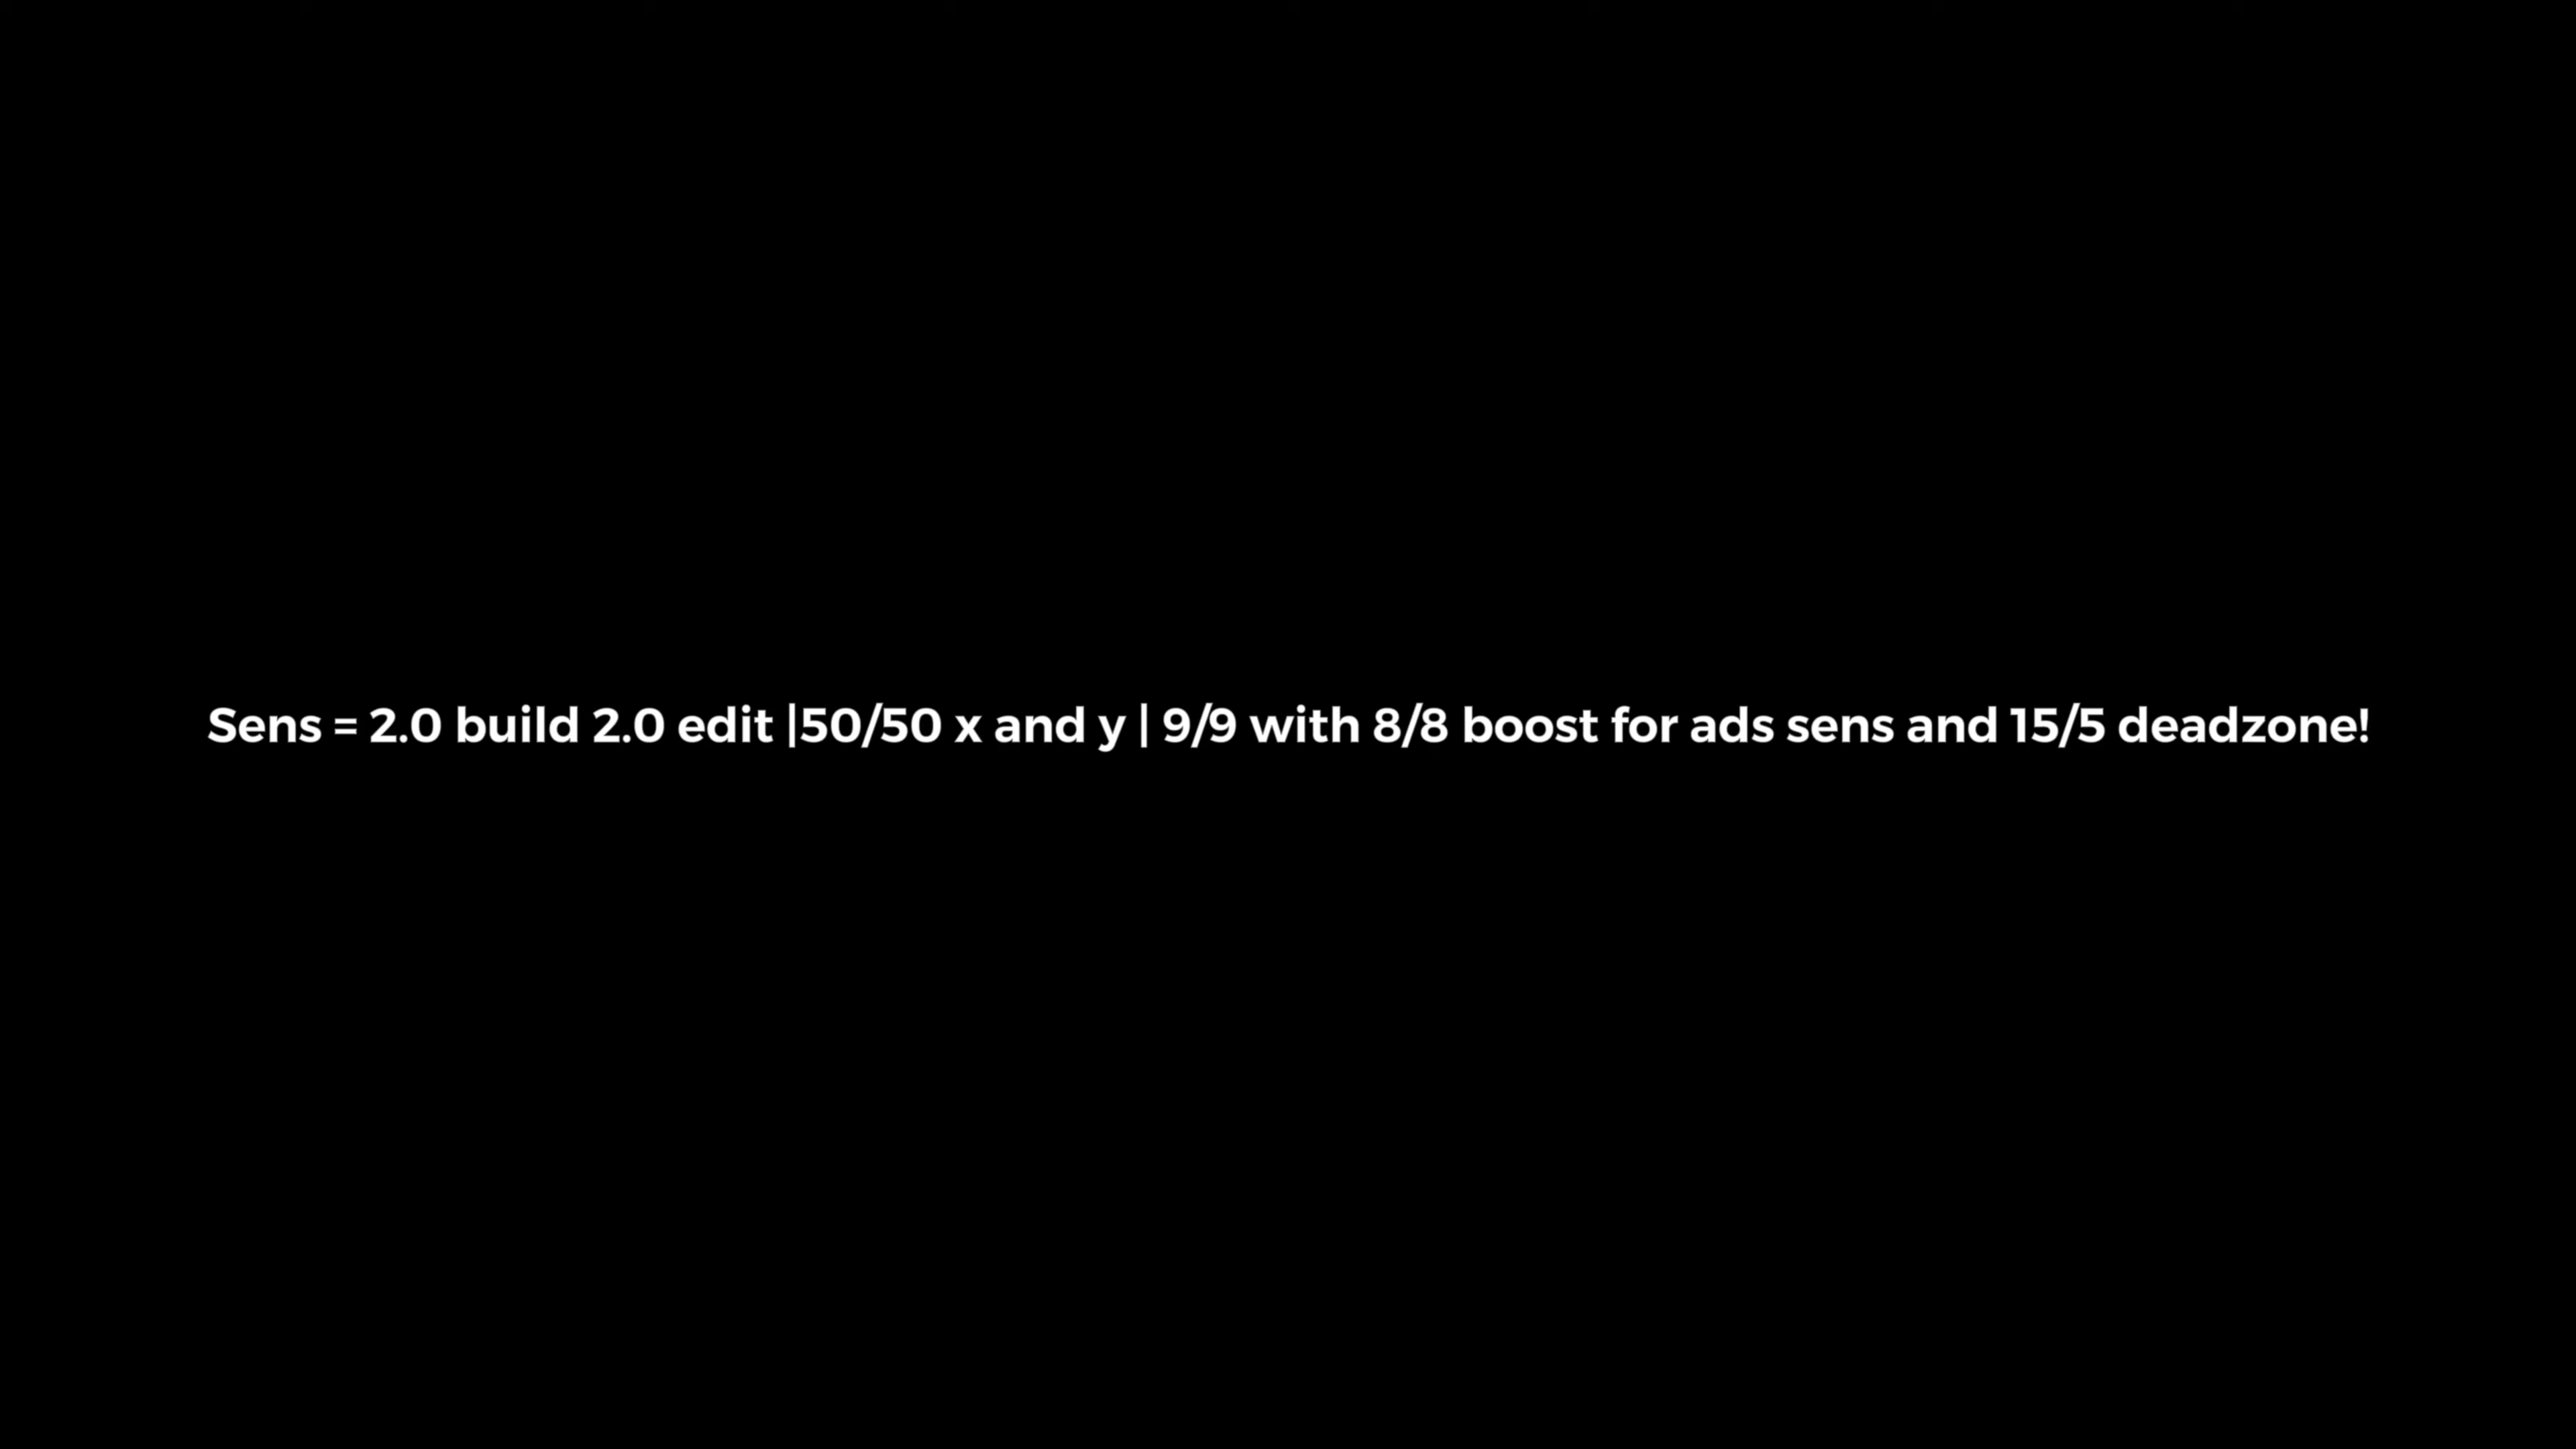 Sens = 2.0 build 2.0 edit |50/50 x and y | 9/9 with 8/8 boost for ads sens and 15/5 deadzone!